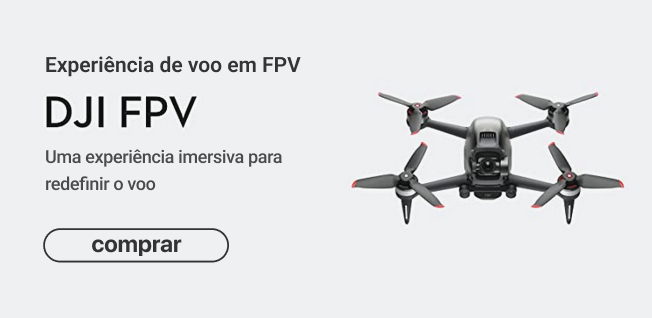 Experiência de voo em FPV
DJI FPV
Uma experiência imersiva para
redefinir o voo
comprar